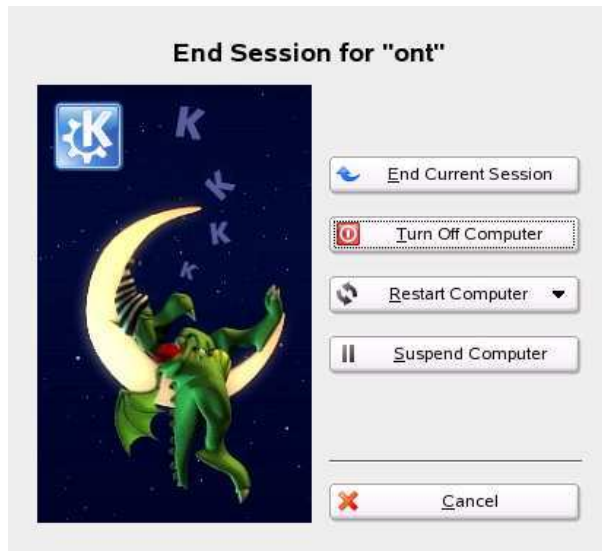 End Session for "ont"
K
K
K
K
K
End Current Session
Turn Off Computer
Restart Computer
Suspend Computer
Cancel